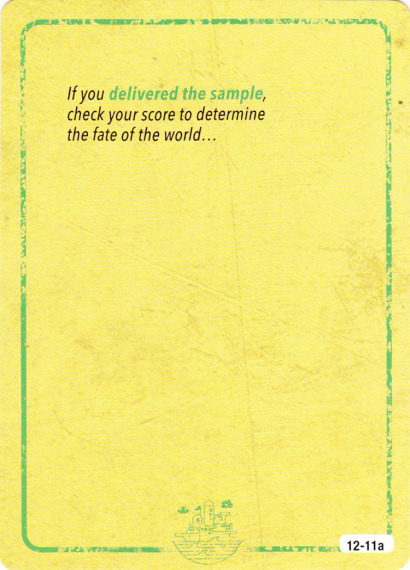 If you delivered the sample,
check your score to determine
the fate of the world...
12-11a